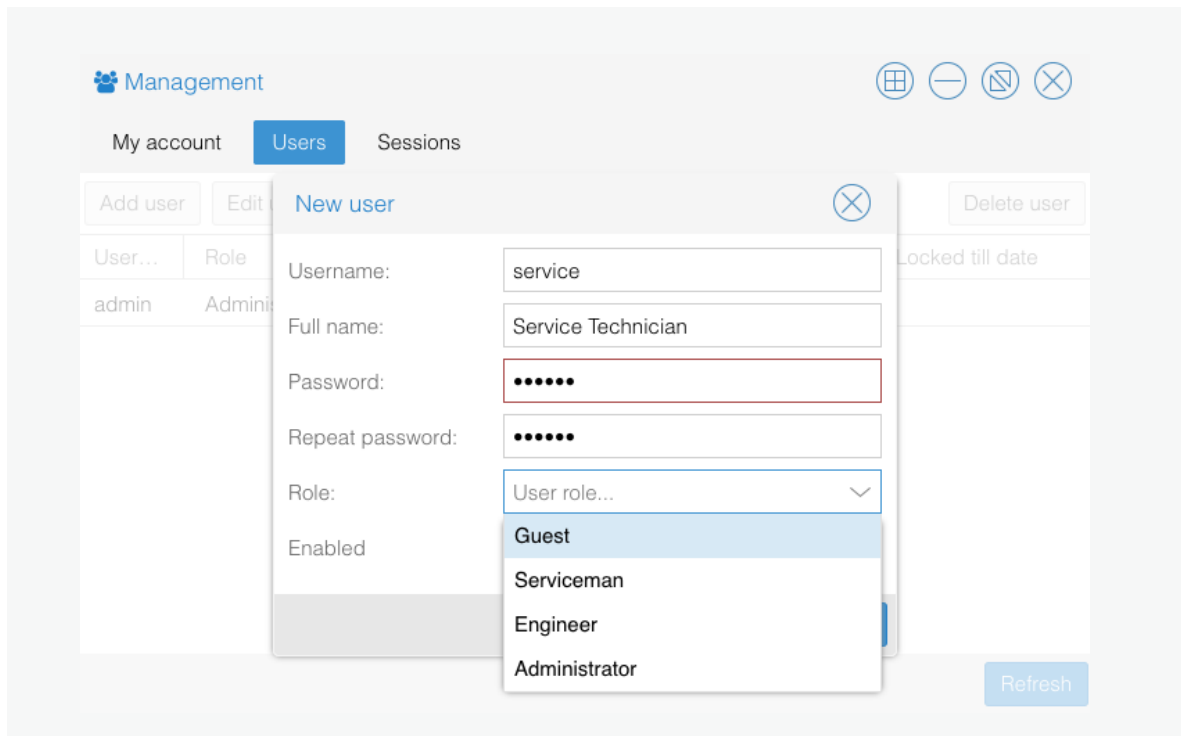 Management
My account Users Sessions
Add user Edit Delete user
New user
User... Role Locked till date
Username: service
admin
Full name: Service Technician
Password: ••••••
Repeat password: ••••••
Role: User role...
Guest
Enabled
Serviceman
Engineer
Administrator
Refresh